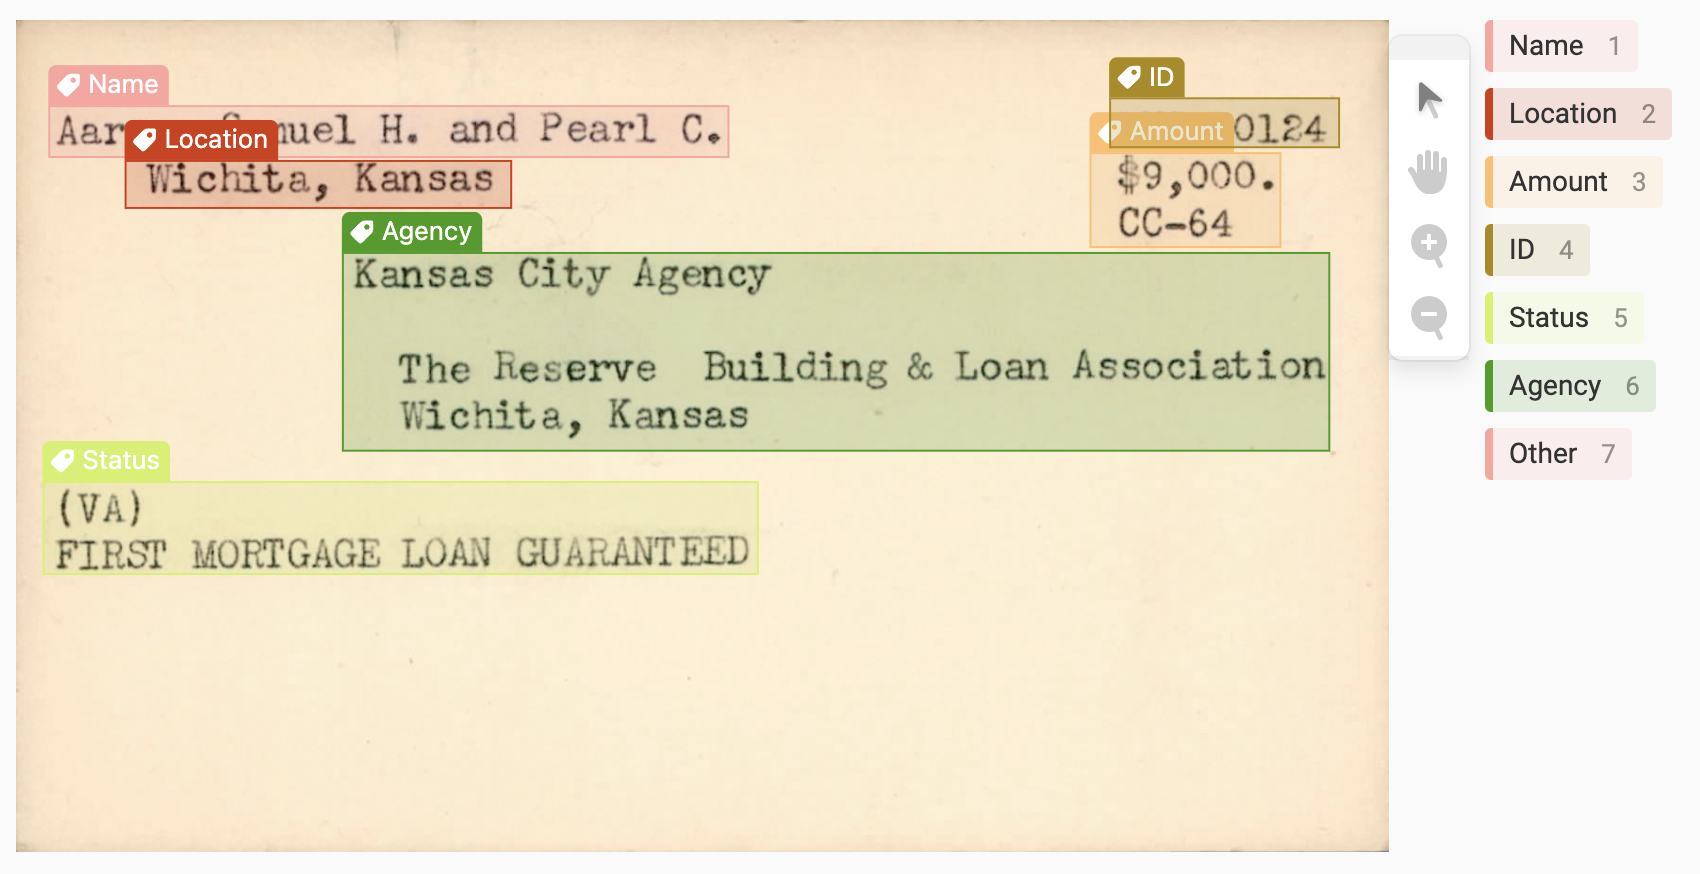 Name
Aar
muel H. and Pearl C.
Location
Wichita, Kansas
ID
0124
Amount
$9,000.
CC-64
Agency
Kansas City Agency
The Reserve Building & Loan Association
Wichita, Kansas
Status
(VA)
FIRST MORTGAGE LOAN GUARANTEED
Name 1
Location 2
Amount 3
ID 4
Status 5
Agency 6
Other 7